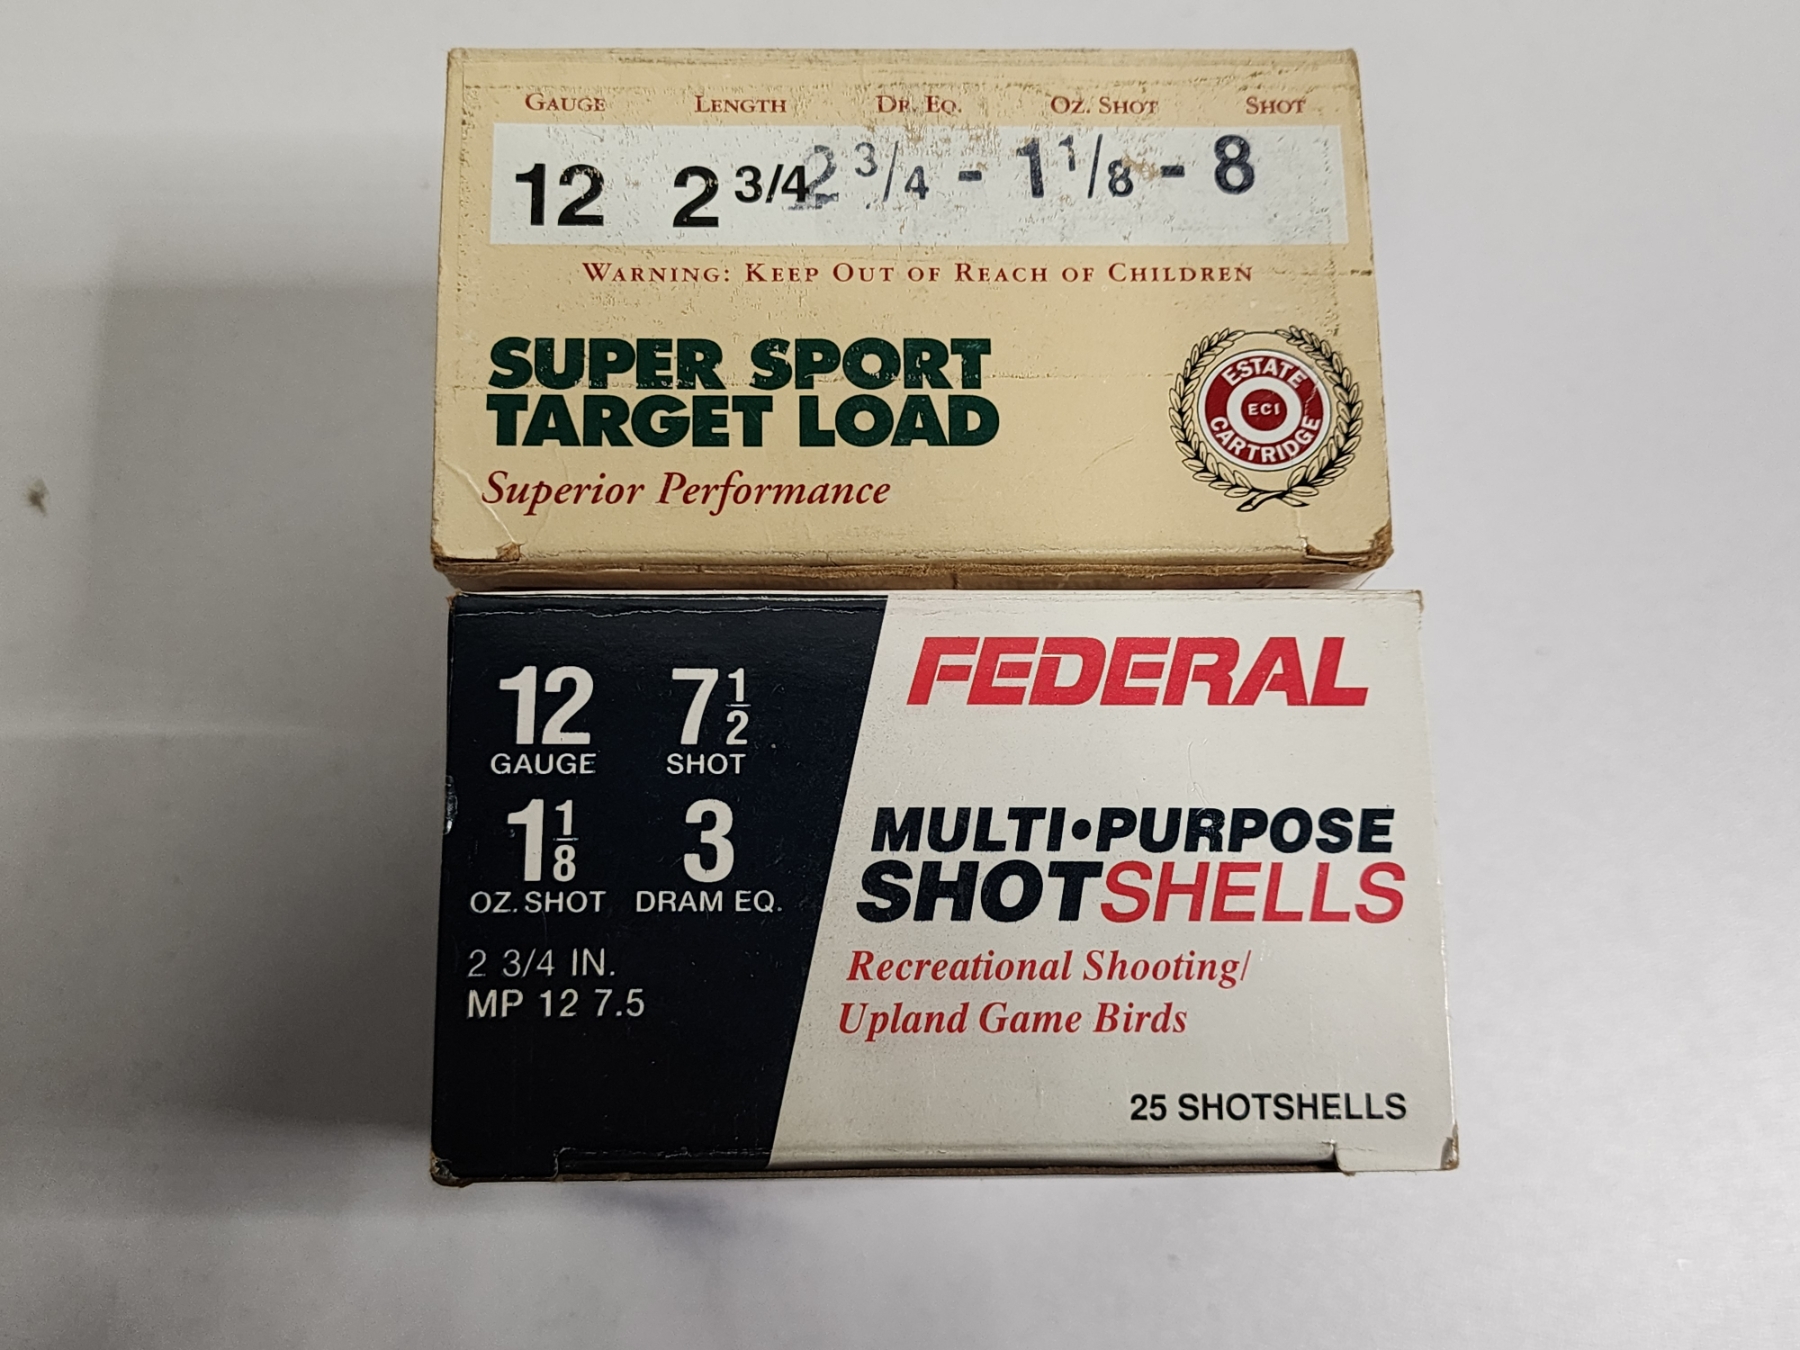 GAUGE LENGTH DR. EQ. OZ. SHOT SHOT
12 2 3/4 2 3/4 - 1 1/8 - 8
WARNING: KEEP OUT OF REACH OF CHILDREN
SUPER SPORT
TARGET LOAD
Superior Performance
ESTATE
ECI
CARTRIDGE
FEDERAL
12 7 1/2
GAUGE SHOT
1 1/8 3
OZ. SHOT DRAM EQ.
2 3/4 IN.
MP 12 7.5
MULTI•PURPOSE
SHOTSHELLS
Recreational Shooting/
Upland Game Birds
25 SHOTSHELLS